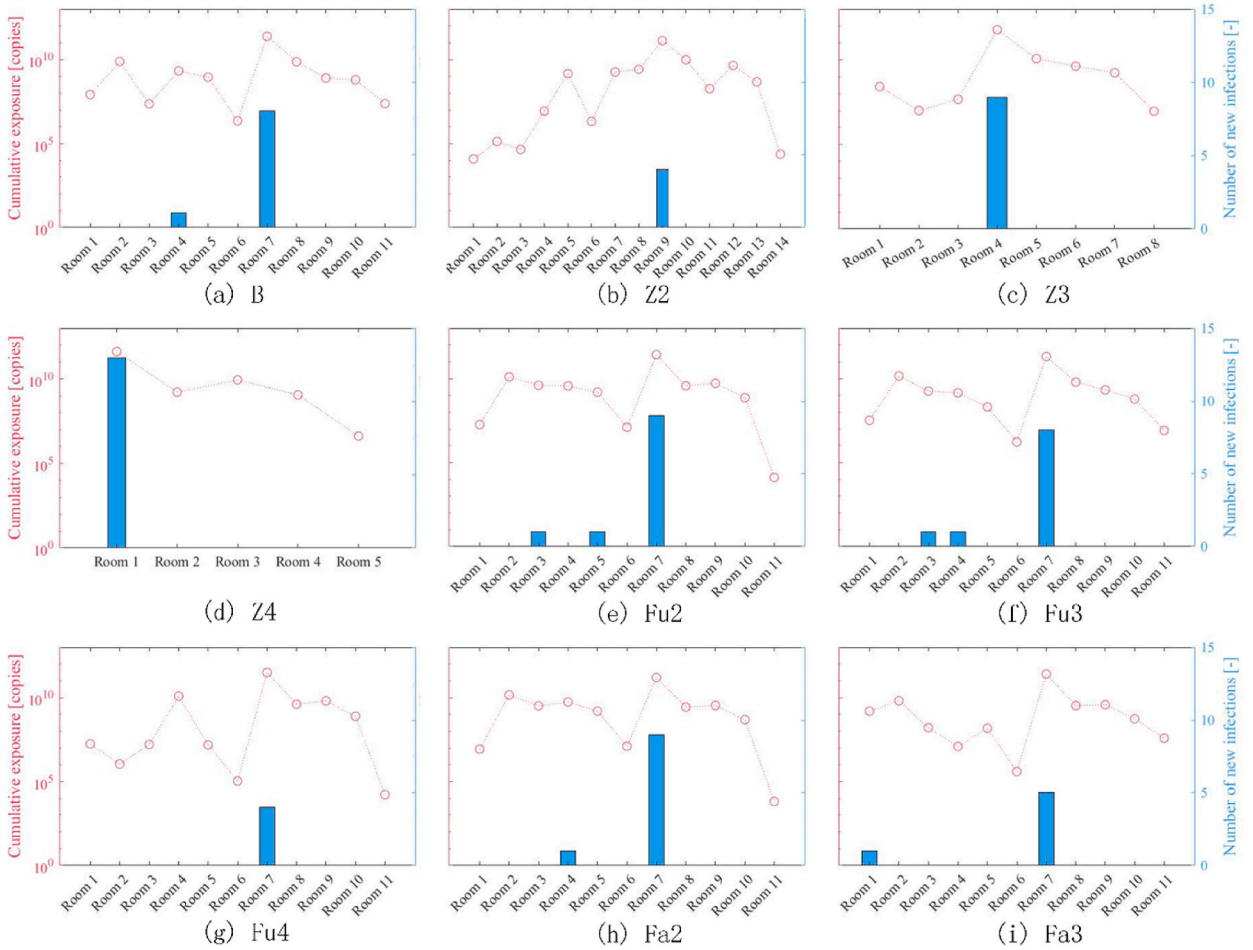 Cumulative exposure [copies]
10^10
10^5
10^0
Room 1
Room 2
Room 3
Room 4
Room 5
Room 6
Room 7
Room 8
Room 9
Room 10
Room 11
(a) B
Room 1
Room 2
Room 3
Room 4
Room 5
Room 6
Room 7
Room 8
Room 9
Room 10
Room 11
Room 12
Room 13
Room 14
(b) Z2
Room 1
Room 2
Room 3
Room 4
Room 5
Room 6
Room 7
Room 8
15
10
5
0
Number of new infections [-]
(c) Z3
Cumulative exposure [copies]
10^10
10^5
10^0
Room 1
Room 2
Room 3
Room 4
Room 5
(d) Z4
Room 1
Room 2
Room 3
Room 4
Room 5
Room 6
Room 7
Room 8
Room 9
Room 10
Room 11
(e) Fu2
Room 1
Room 2
Room 3
Room 4
Room 5
Room 6
Room 7
Room 8
Room 9
Room 10
Room 11
15
10
5
0
Number of new infections [-]
(f) Fu3
Cumulative exposure [copies]
10^10
10^5
10^0
Room 1
Room 2
Room 3
Room 4
Room 5
Room 6
Room 7
Room 8
Room 9
Room 10
Room 11
(g) Fu4
Room 1
Room 2
Room 3
Room 4
Room 5
Room 6
Room 7
Room 8
Room 9
Room 10
Room 11
(h) Fa2
Room 1
Room 2
Room 3
Room 4
Room 5
Room 6
Room 7
Room 8
Room 9
Room 10
Room 11
15
10
5
0
Number of new infections [-]
(i) Fa3